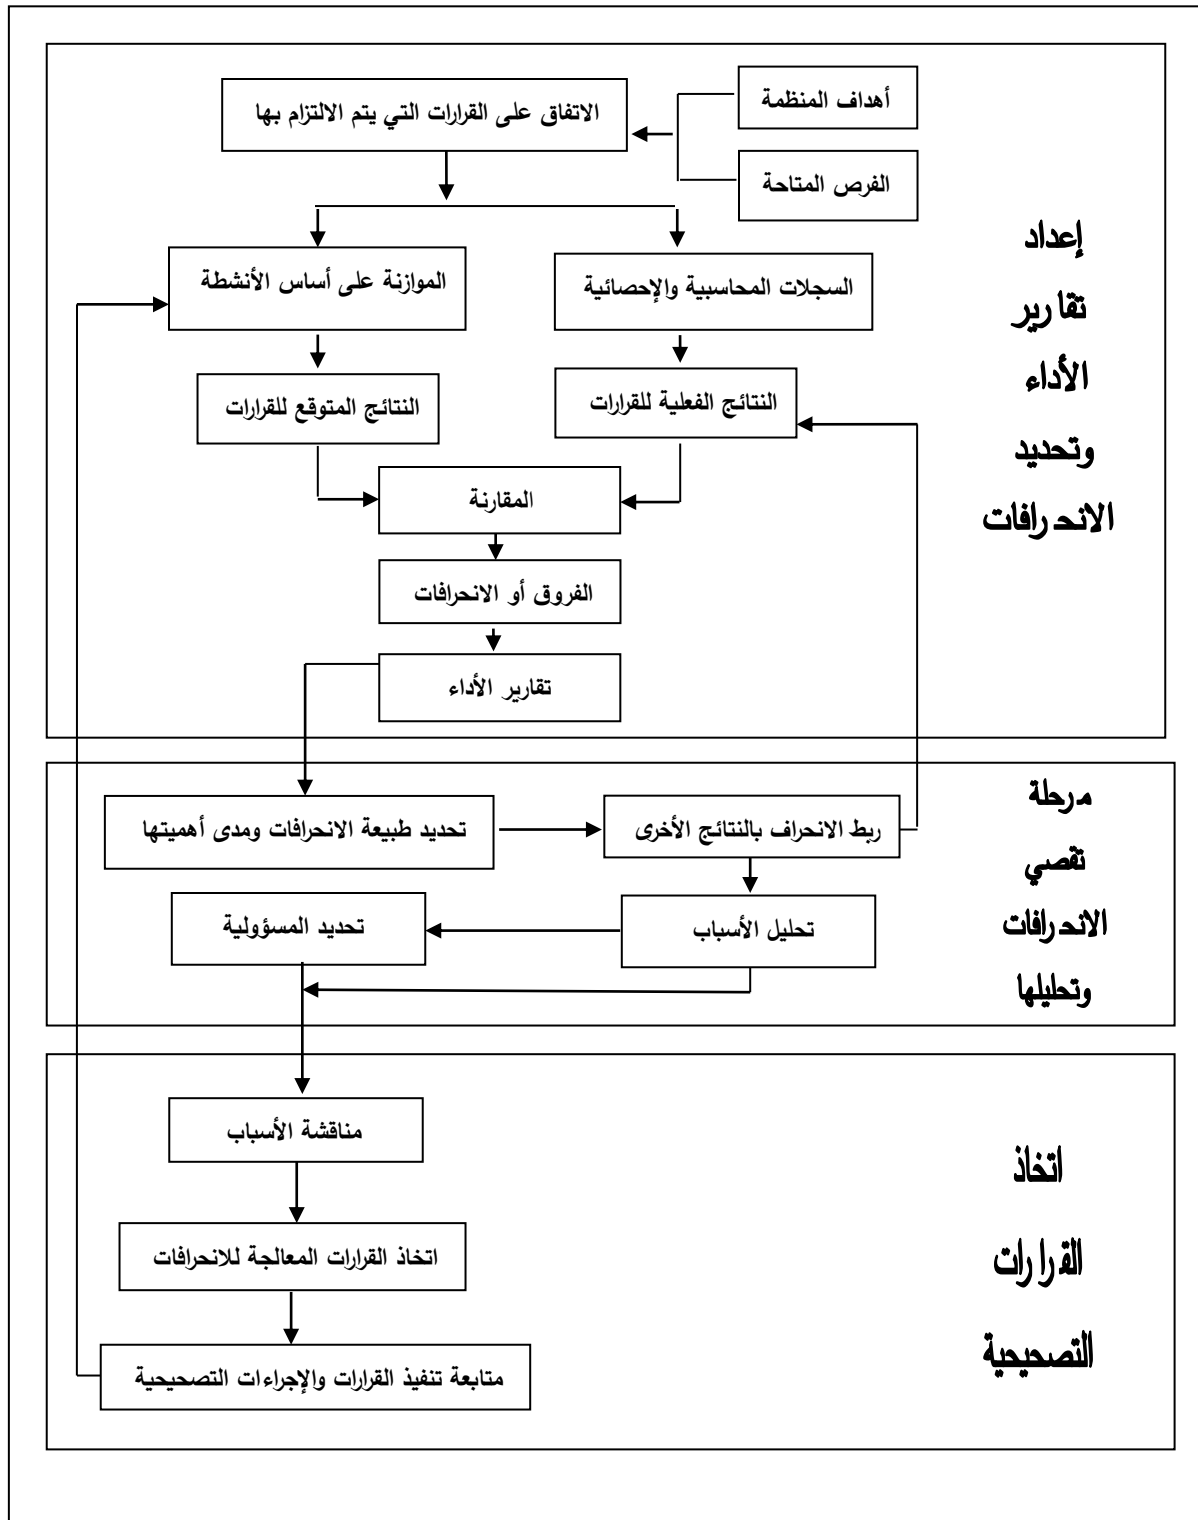 أهداف المنظمة
الاتفاق على القرارات التي يتم الالتزام بها
الفرص المتاحة
إعداد
تقارير
الأداء
وتحديد
الانحرافات
السجلات المحاسبية والإحصائية
الموازنة على أساس الأنشطة
النتائج الفعلية للقرارات
النتائج المتوقع للقرارات
المقارنة
الفروق أو الانحرافات
تقارير الأداء
مرحلة
تقصي
الانحرافات
وتحليلها
ربط الانحراف بالنتائج الأخرى
تحديد طبيعة الانحرافات ومدى أهميتها
تحليل الأسباب
تحديد المسؤولية
اتخاذ
القرارات
التصحيحية
مناقشة الأسباب
اتخاذ القرارات المعالجة للانحرافات
متابعة تنفيذ القرارات والإجراءات التصحيحية